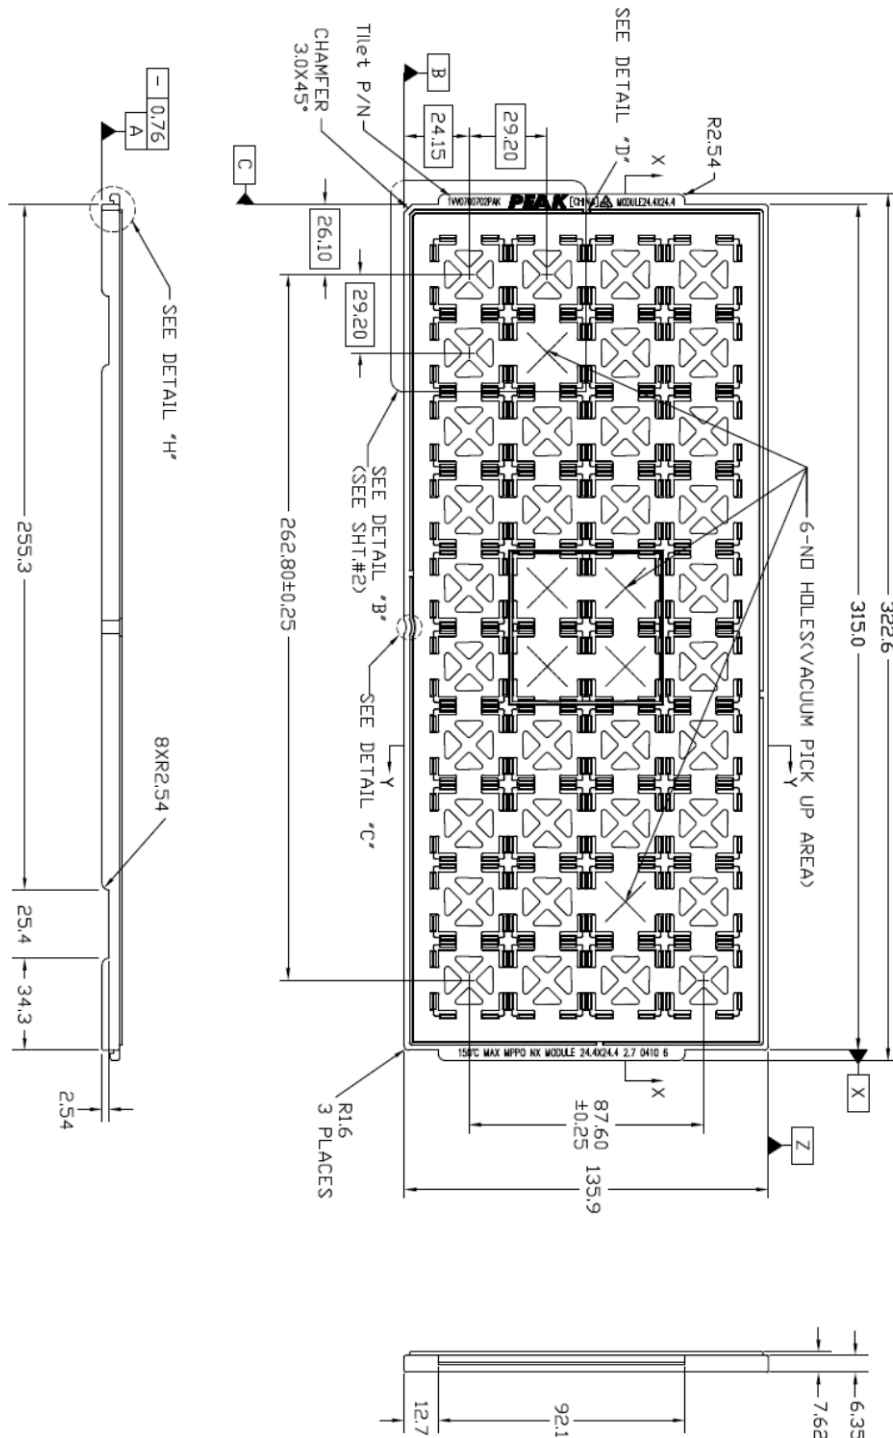 SEE DETAIL "D"
Tilet P/N
CHAMFER
3.0X45°
B
24.15
29.20
X
R2.54
322.6
315.0
- 0.76
A
C
TVV0700702PAK PEAK [CHINA] MODULE24.4X24.4
26.10
29.20
SEE DETAIL "H"
SEE DETAIL "B"
(SEE SHT.#2)
6-NO HOLES(VACUUM PICK UP AREA)
255.3
262.80±0.25
SEE DETAIL "C"
Y
Y
8XR2.54
25.4
34.3
2.54
150°C MAX MPPO NX MODULE 24.4X24.4 2.7 0410 6
R1.6
3 PLACES
X
X
Z
87.60
±0.25
135.9
12.7
92.1
7.62
6.35